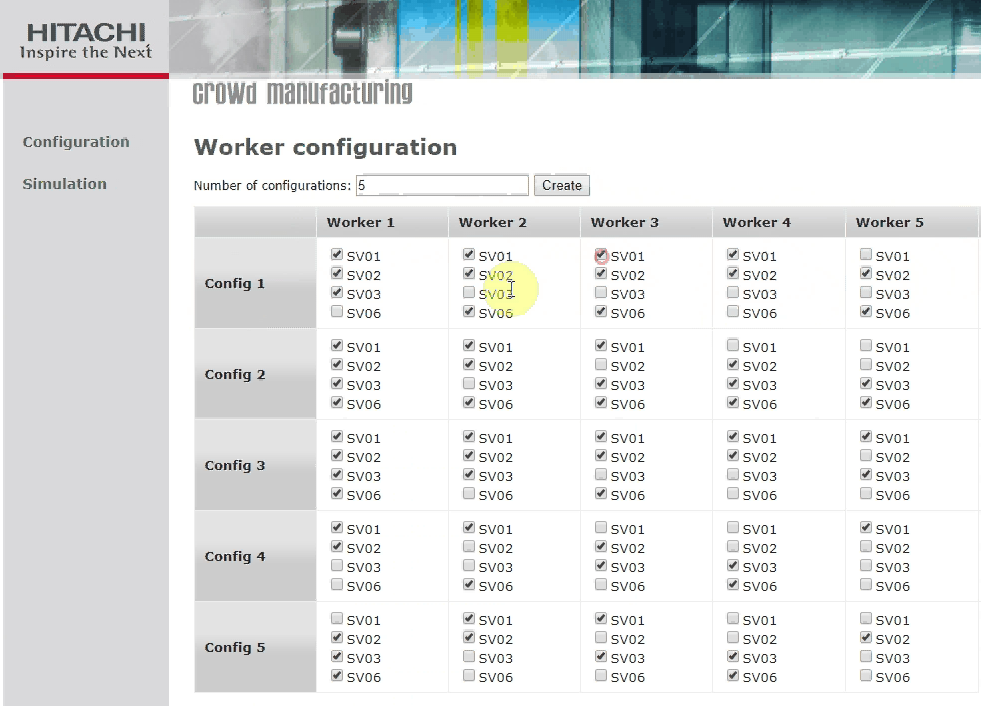 HITACHI
Inspire the Next
crowd manufacturing
Configuration
Simulation
Worker configuration
Number of configurations: 5 Create
Worker 1 Worker 2 Worker 3 Worker 4 Worker 5
Config 1
SV01 SV01 SV01 SV01 SV01
SV02 SV02 SV02 SV02 SV02
SV03 SV03 SV03 SV03 SV03
SV06 SV06 SV06 SV06 SV06
Config 2
SV01 SV01 SV01 SV01 SV01
SV02 SV02 SV02 SV02 SV02
SV03 SV03 SV03 SV03 SV03
SV06 SV06 SV06 SV06 SV06
Config 3
SV01 SV01 SV01 SV01 SV01
SV02 SV02 SV02 SV02 SV02
SV03 SV03 SV03 SV03 SV03
SV06 SV06 SV06 SV06 SV06
Config 4
SV01 SV01 SV01 SV01 SV01
SV02 SV02 SV02 SV02 SV02
SV03 SV03 SV03 SV03 SV03
SV06 SV06 SV06 SV06 SV06
Config 5
SV01 SV01 SV01 SV01 SV01
SV02 SV02 SV02 SV02 SV02
SV03 SV03 SV03 SV03 SV03
SV06 SV06 SV06 SV06 SV06